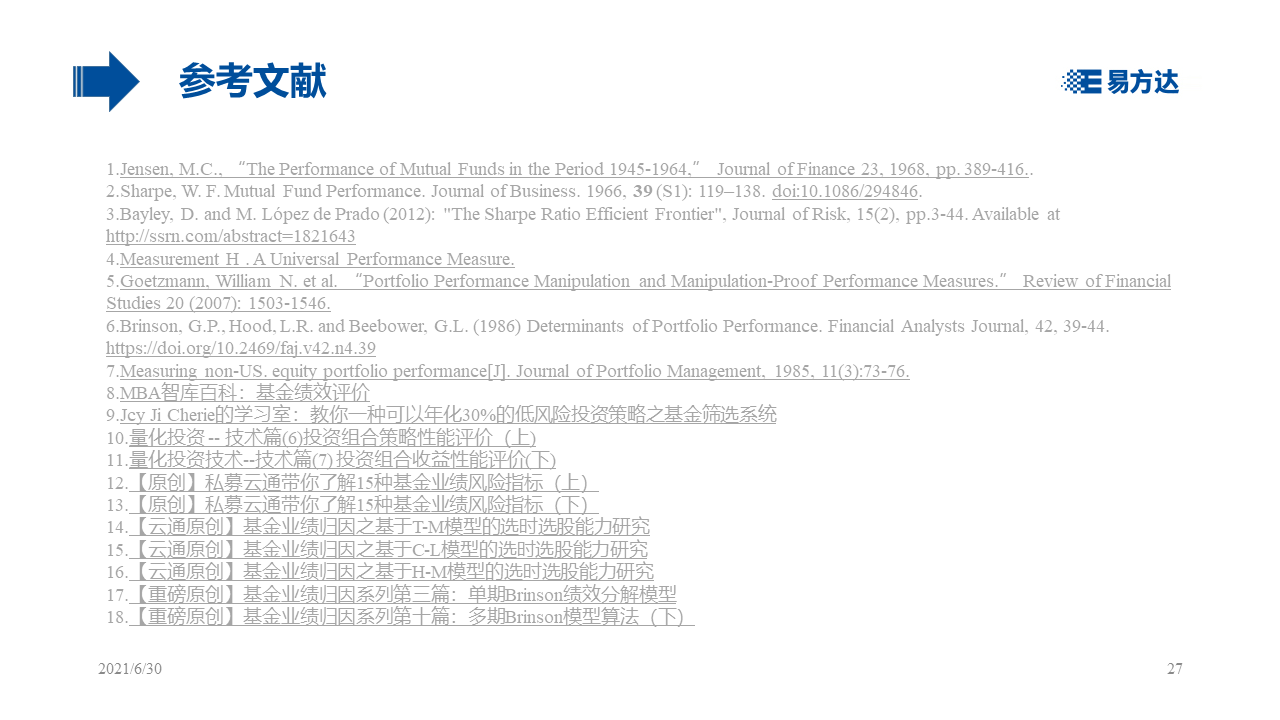 参考文献
易方达
1.Jensen, M.C., “The Performance of Mutual Funds in the Period 1945-1964,” Journal of Finance 23, 1968, pp. 389-416..
2.Sharpe, W. F. Mutual Fund Performance. Journal of Business. 1966, 39 (S1): 119–138. doi:10.1086/294846.
3.Bayley, D. and M. López de Prado (2012): "The Sharpe Ratio Efficient Frontier", Journal of Risk, 15(2), pp.3-44. Available at
http://ssrn.com/abstract=1821643
4.Measurement H . A Universal Performance Measure.
5.Goetzmann, William N. et al. “Portfolio Performance Manipulation and Manipulation-Proof Performance Measures.” Review of Financial
Studies 20 (2007): 1503-1546.
6.Brinson, G.P., Hood, L.R. and Beebower, G.L. (1986) Determinants of Portfolio Performance. Financial Analysts Journal, 42, 39-44.
https://doi.org/10.2469/faj.v42.n4.39
7.Measuring non-US. equity portfolio performance[J]. Journal of Portfolio Management, 1985, 11(3):73-76.
8.MBA智库百科：基金绩效评价
9.Jcy Ji Cherie的学习室：教你一种可以年化30%的低风险投资策略之基金筛选系统
10.量化投资 -- 技术篇(6)投资组合策略性能评价（上)
11.量化投资技术--技术篇(7) 投资组合收益性能评价(下)
12.【原创】私募云通带你了解15种基金业绩风险指标（上）
13.【原创】私募云通带你了解15种基金业绩风险指标（下）
14.【云通原创】基金业绩归因之基于T-M模型的选时选股能力研究
15.【云通原创】基金业绩归因之基于C-L模型的选时选股能力研究
16.【云通原创】基金业绩归因之基于H-M模型的选时选股能力研究
17.【重磅原创】基金业绩归因系列第三篇：单期Brinson绩效分解模型
18.【重磅原创】基金业绩归因系列第十篇：多期Brinson模型算法（下）
2021/6/30
27